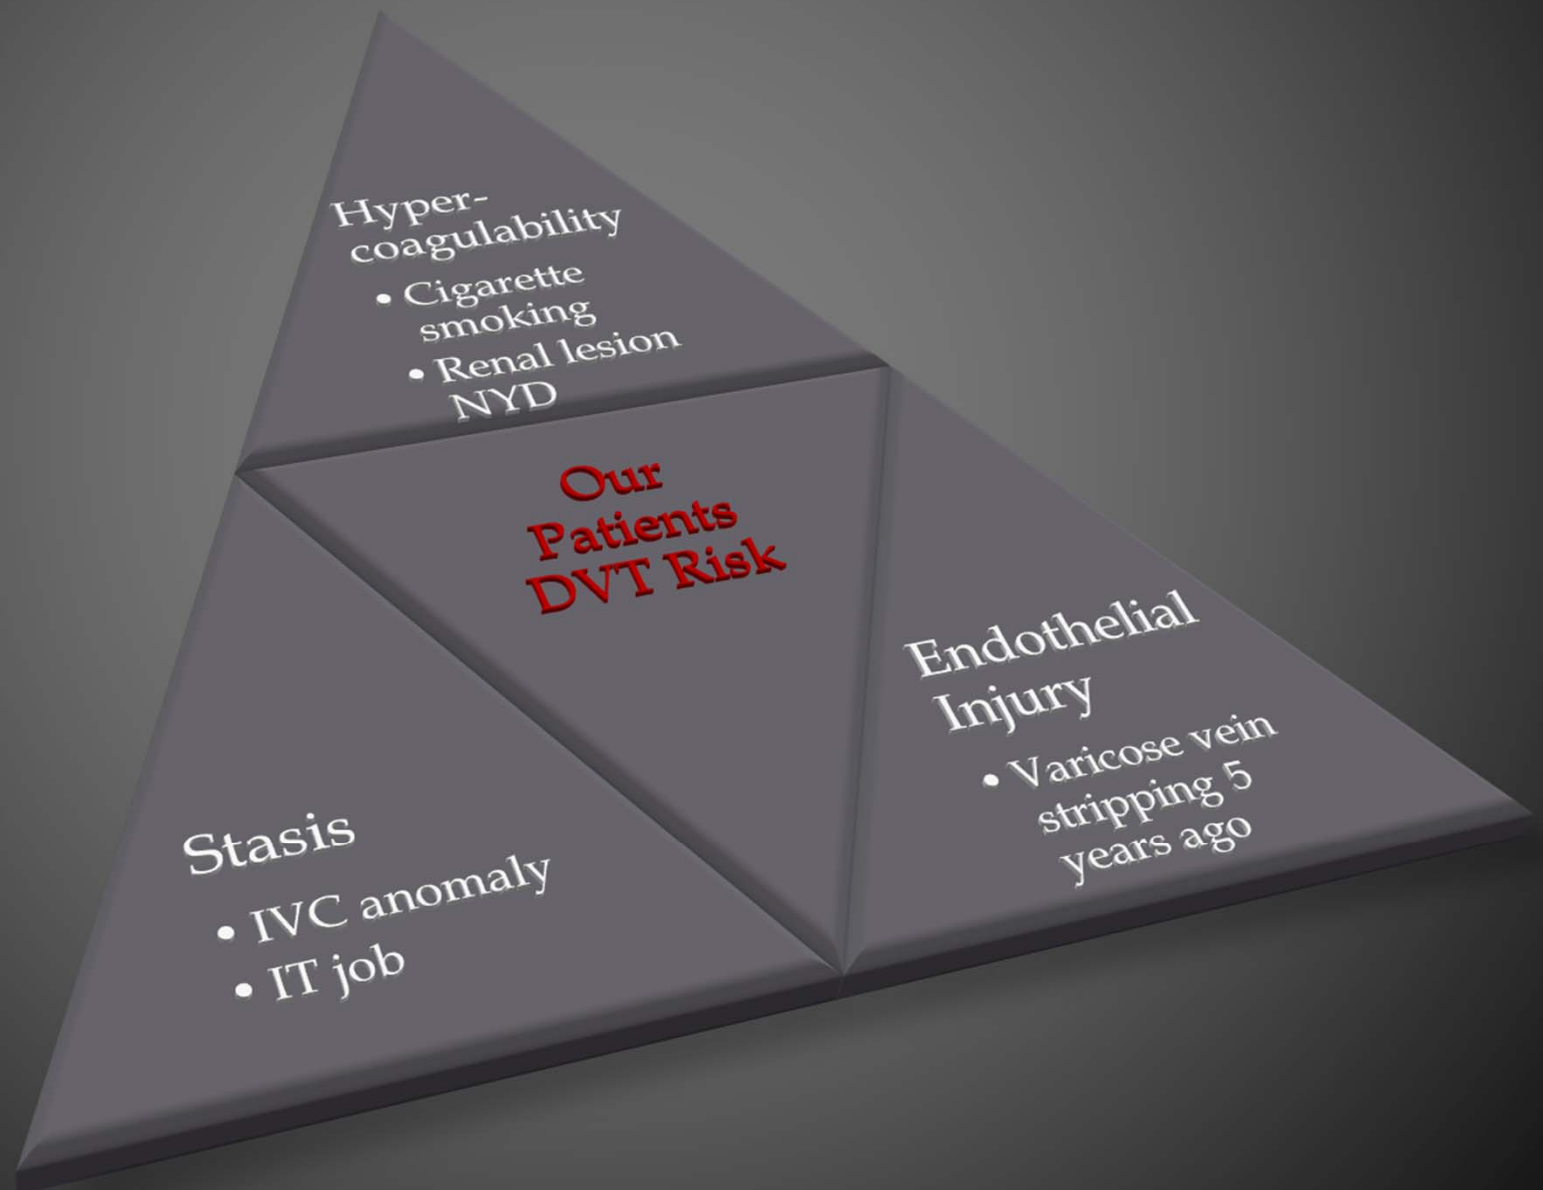 Hyper-
coagulability
• Cigarette
smoking
• Renal lesion
NYD
Our
Patients
DVT Risk
Stasis
• IVC anomaly
• IT job
Endothelial
Injury
• Varicose vein
stripping 5
years ago